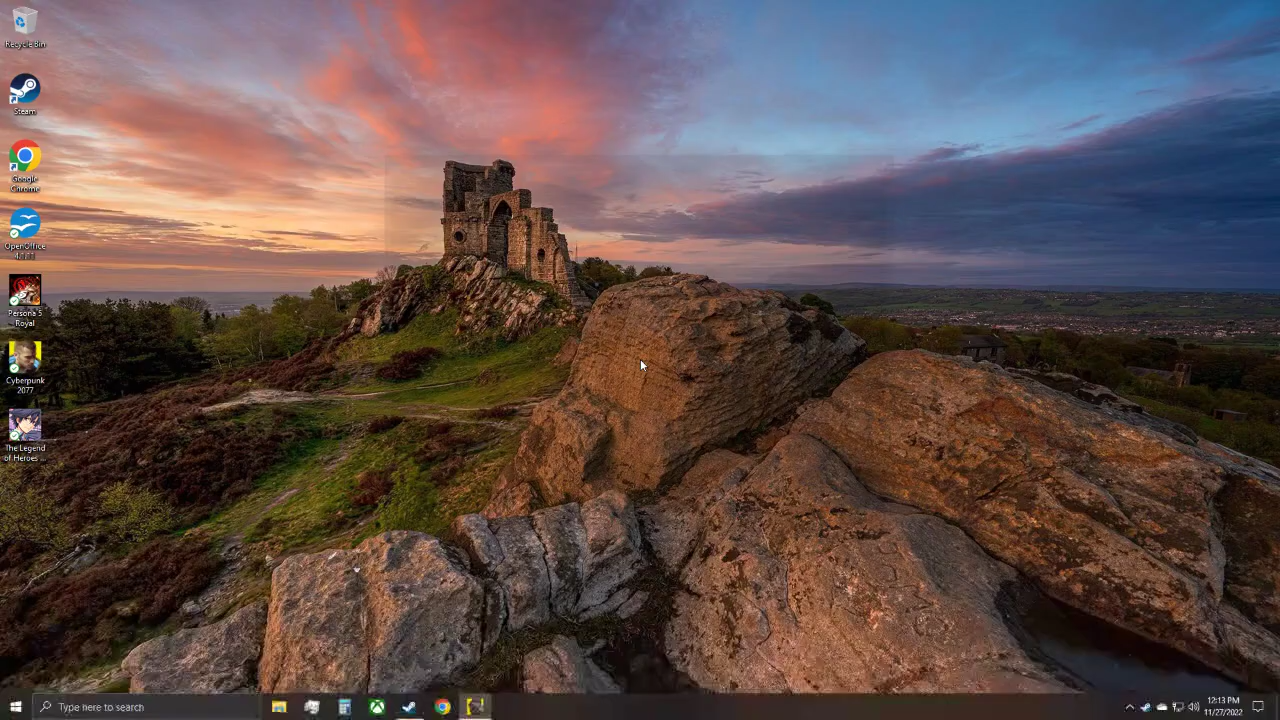 Recycle Bin
Steam
Google
Chrome
OpenOffice
4.1.11
Persona 5
Royal
Cyberpunk
2077
The Legend
of Heroes ...
Type here to search
12:13 PM
11/27/2022